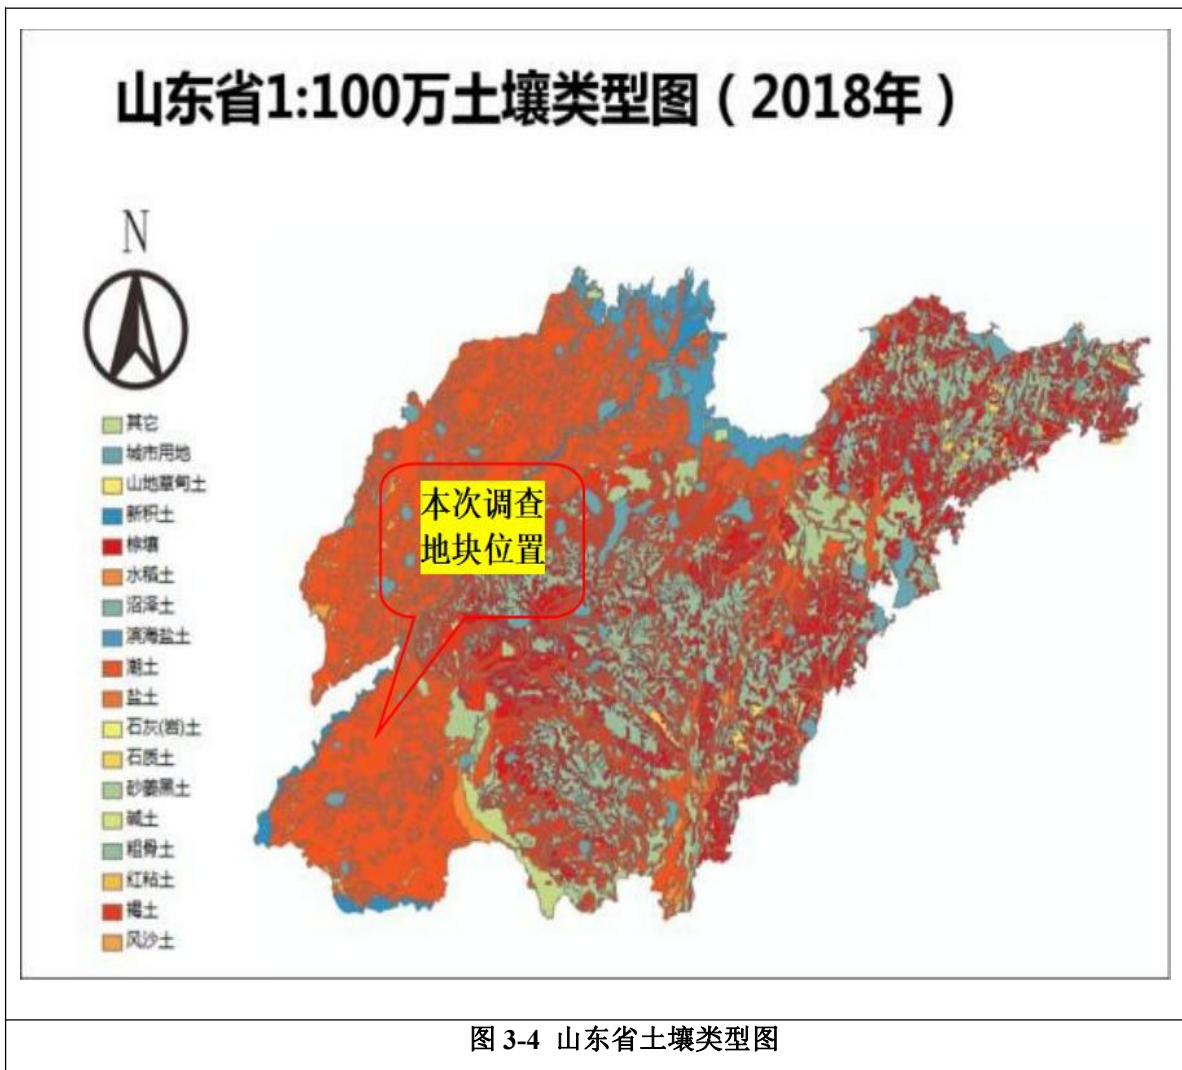 山东省1:100万土壤类型图（2018年）
N
其它
城市用地
山地草甸土
新积土
棕壤
水稻土
沼泽土
滨海盐土
潮土
盐土
石灰(岩)土
石质土
砂姜黑土
碱土
粗骨土
红粘土
褐土
风沙土
本次调查
地块位置
图 3-4 山东省土壤类型图